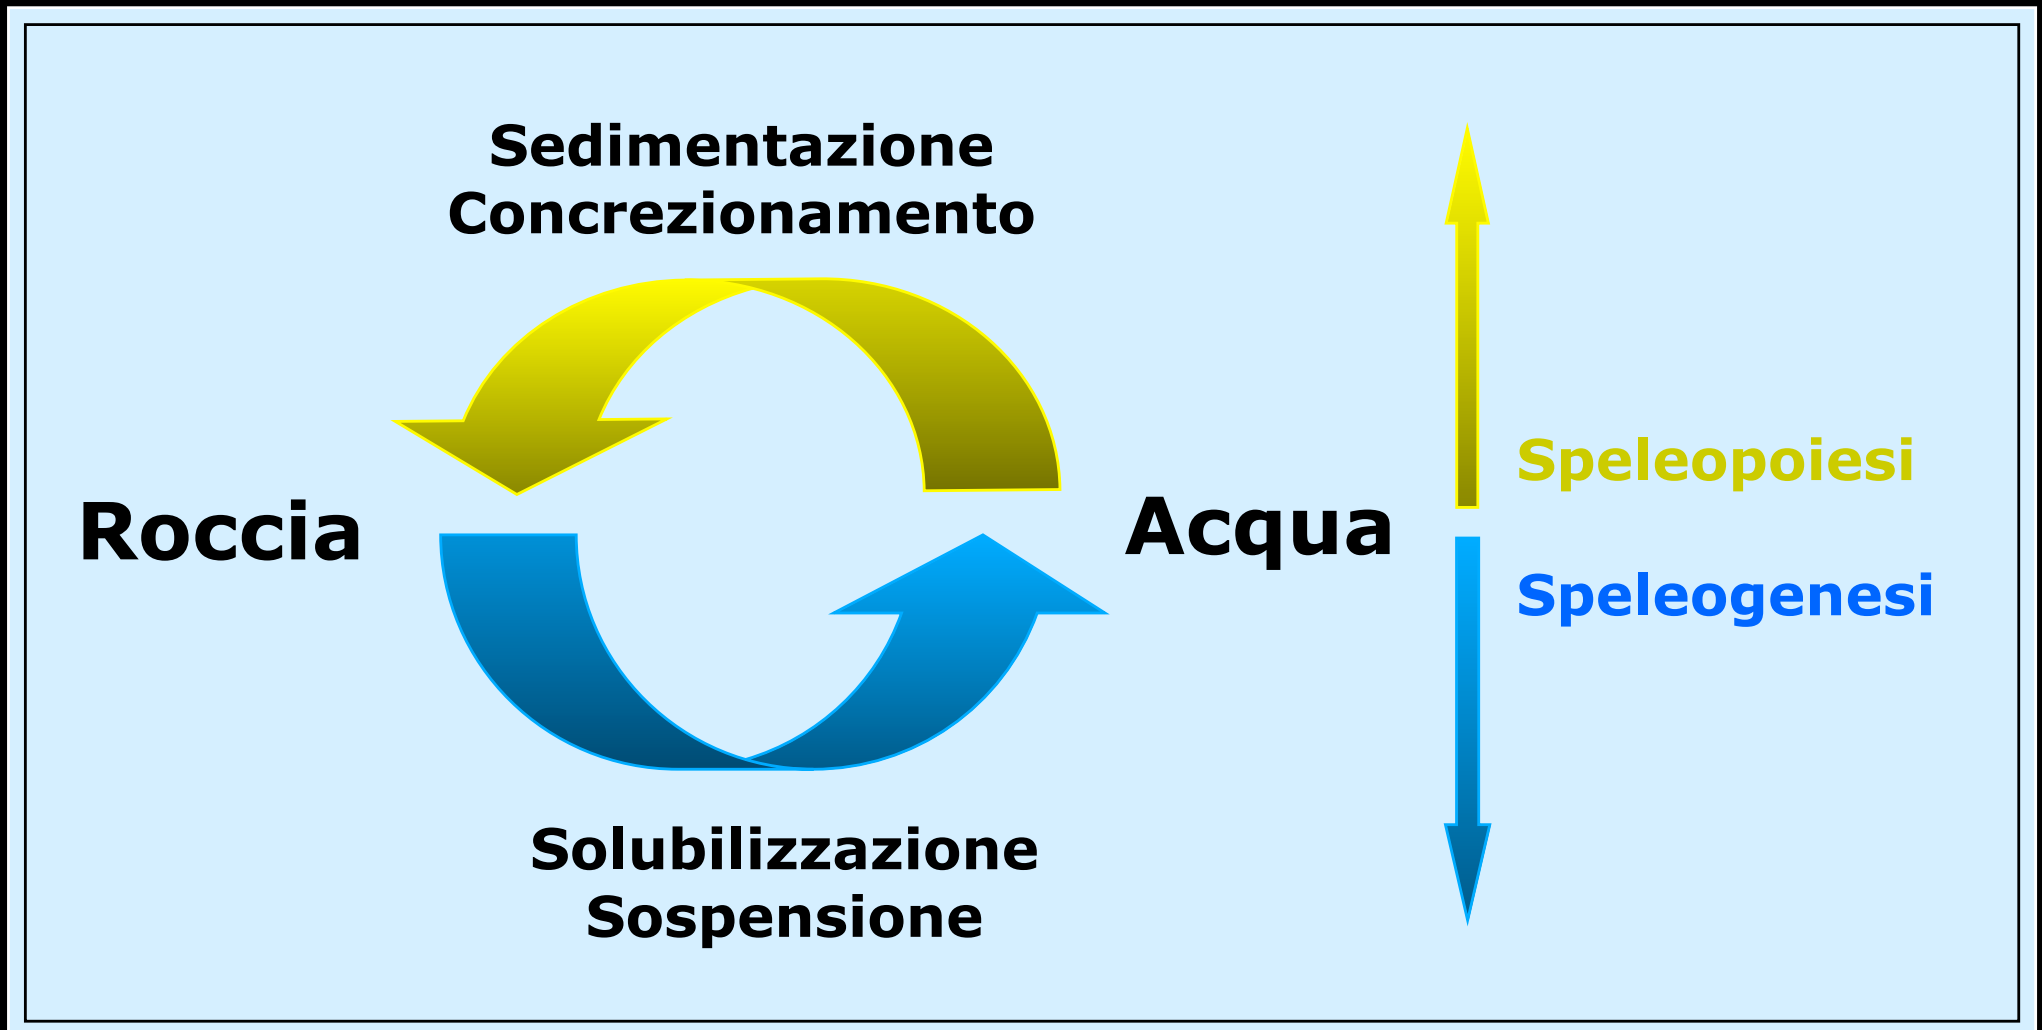 Sedimentazione
Concrezionamento
Roccia
Acqua
Speleopoiesi
Speleogenesi
Solubilizzazione
Sospensione